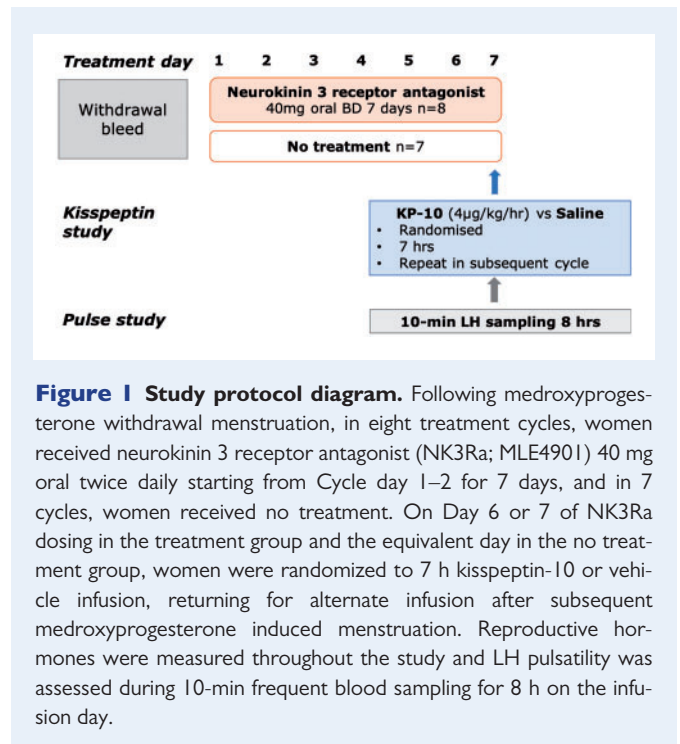 Treatment day 1 2 3 4 5 6 7
Withdrawal
bleed
Neurokinin 3 receptor antagonist
40mg oral BD 7 days n=8
No treatment n=7
Kisspeptin
study
KP-10 (4µg/kg/hr) vs Saline
• Randomised
• 7 hrs
• Repeat in subsequent cycle
Pulse study
10-min LH sampling 8 hrs
Figure 1 Study protocol diagram. Following medroxyproges-
terone withdrawal menstruation, in eight treatment cycles, women
received neurokinin 3 receptor antagonist (NK3Ra; MLE4901) 40 mg
oral twice daily starting from Cycle day 1–2 for 7 days, and in 7
cycles, women received no treatment. On Day 6 or 7 of NK3Ra
dosing in the treatment group and the equivalent day in the no treat-
ment group, women were randomized to 7 h kisspeptin-10 or vehi-
cle infusion, returning for alternate infusion after subsequent
medroxyprogesterone induced menstruation. Reproductive hor-
mones were measured throughout the study and LH pulsatility was
assessed during 10-min frequent blood sampling for 8 h on the infu-
sion day.